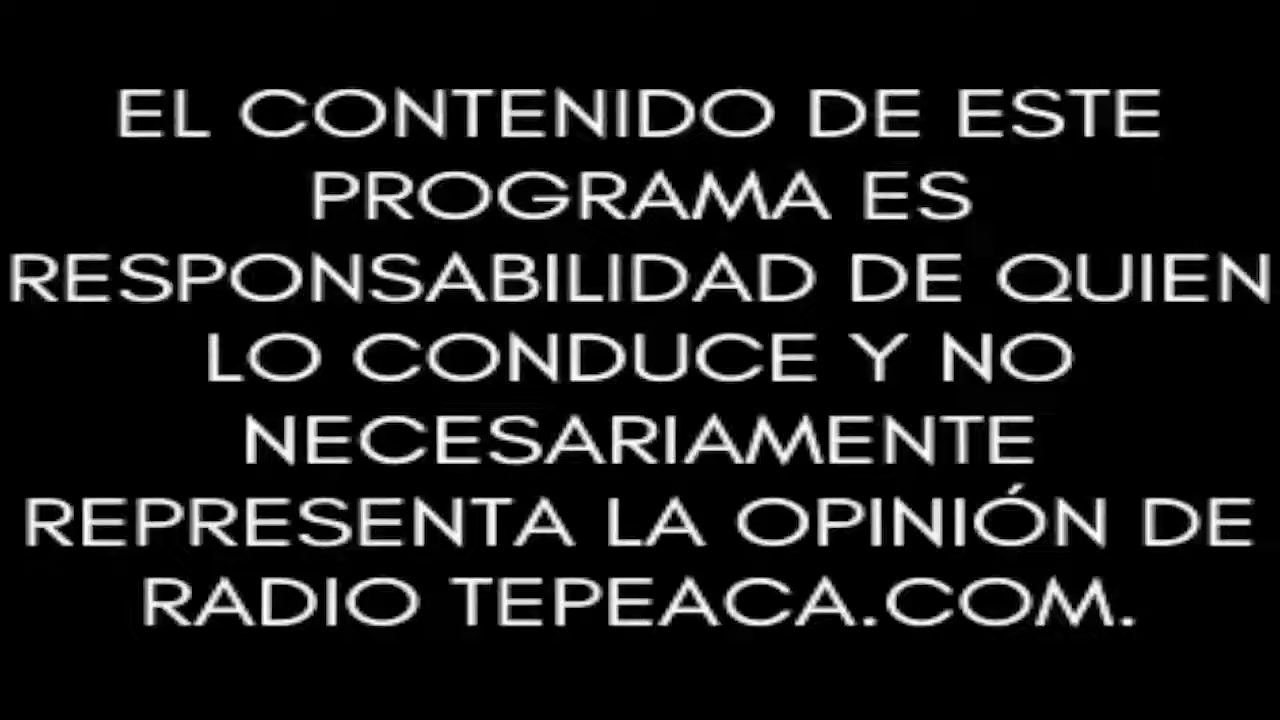 EL CONTENIDO DE ESTE
PROGRAMA ES
RESPONSABILIDAD DE QUIEN
LO CONDUCE Y NO
NECESARIAMENTE
REPRESENTA LA OPINIÓN DE
RADIO TEPEACA.COM.